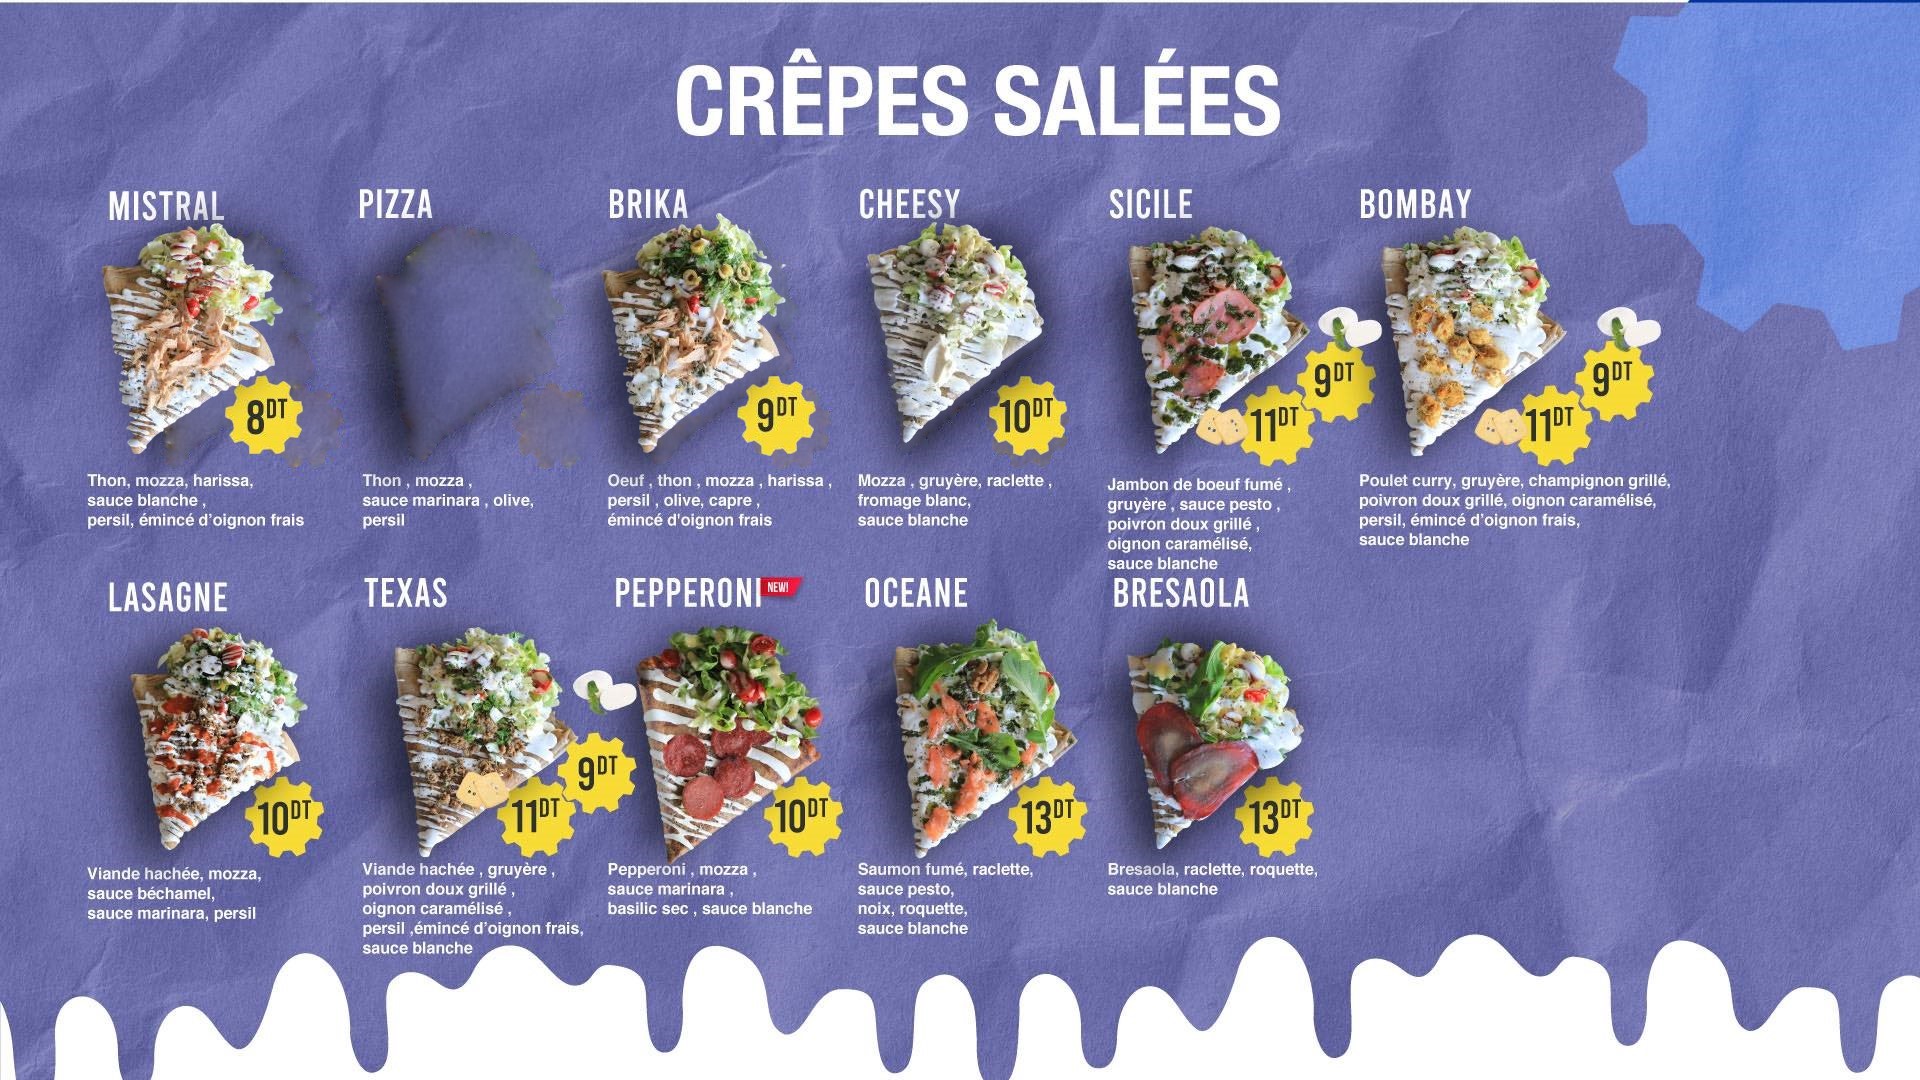 CRÊPES SALÉES
MISTRAL
8DT
Thon, mozza, harissa,
sauce blanche ,
persil, émincé d’oignon frais
PIZZA
Thon , mozza ,
sauce marinara , olive,
persil
BRIKA
9DT
Oeuf , thon , mozza , harissa ,
persil , olive, capre ,
émincé d'oignon frais
CHEESY
10DT
Mozza , gruyère, raclette ,
fromage blanc,
sauce blanche
SICILE
9DT
11DT
Jambon de boeuf fumé ,
gruyère , sauce pesto ,
poivron doux grillé ,
oignon caramélisé,
sauce blanche
BOMBAY
9DT
11DT
Poulet curry, gruyère, champignon grillé,
poivron doux grillé, oignon caramélisé,
persil, émincé d’oignon frais,
sauce blanche
LASAGNE
10DT
Viande hachée, mozza,
sauce béchamel,
sauce marinara, persil
TEXAS
9DT
11DT
Viande hachée , gruyère ,
poivron doux grillé ,
oignon caramélisé ,
persil ,émincé d’oignon frais,
sauce blanche
PEPPERONI NEW!
10DT
Pepperoni , mozza ,
sauce marinara ,
basilic sec , sauce blanche
OCEANE
13DT
Saumon fumé, raclette,
sauce pesto,
noix, roquette,
sauce blanche
BRESAOLA
13DT
Bresaola, raclette, roquette,
sauce blanche